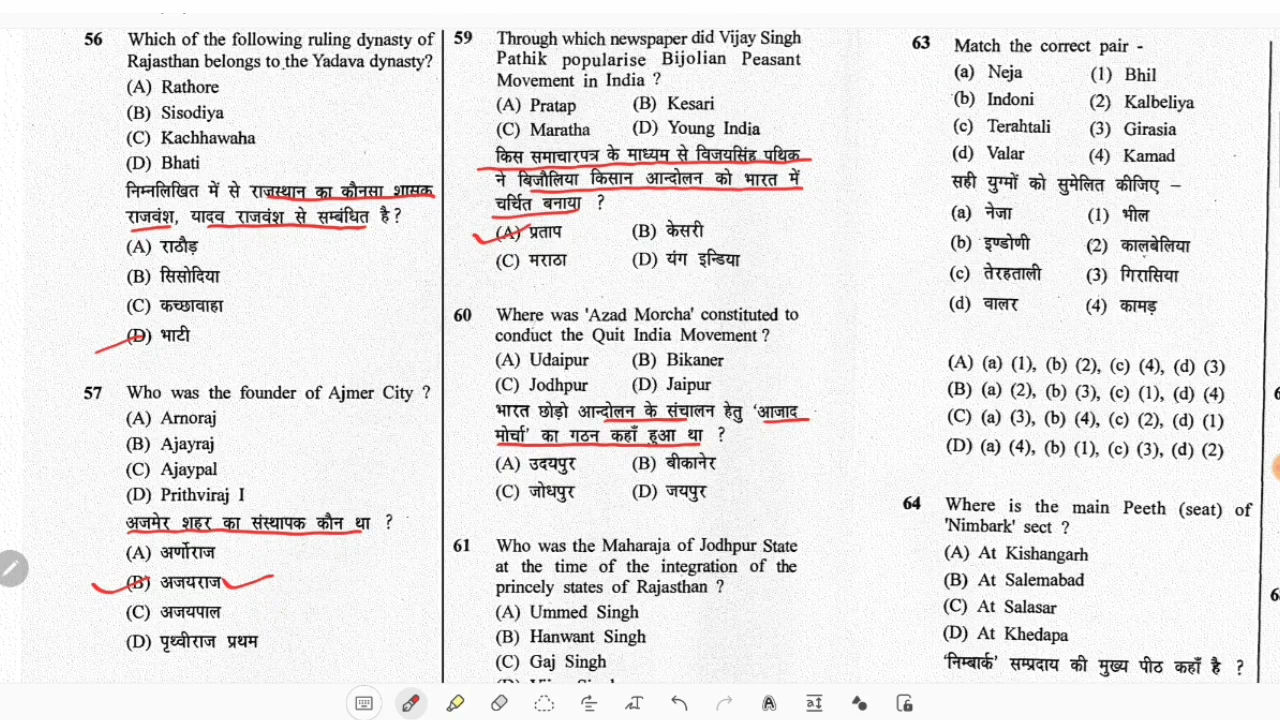 56 Which of the following ruling dynasty of
Rajasthan belongs to the Yadava dynasty?
(A) Rathore
(B) Sisodiya
(C) Kachhawaha
(D) Bhati
निम्नलिखित में से राजस्थान का कौनसा शासक
राजवंश, यादव राजवंश से सम्बंधित है ?
(A) राठौड़
(B) सिसोदिया
(C) कच्छावाहा
(D) भाटी
57 Who was the founder of Ajmer City ?
(A) Arnoraj
(B) Ajayraj
(C) Ajaypal
(D) Prithviraj I
अजमेर शहर का संस्थापक कौन था ?
(A) अर्णोराज
(B) अजयराज
(C) अजयपाल
(D) पृथ्वीराज प्रथम
59 Through which newspaper did Vijay Singh
Pathik popularise Bijolian Peasant
Movement in India ?
(A) Pratap (B) Kesari
(C) Maratha (D) Young India
किस समाचारपत्र के माध्यम से विजयसिंह पथिक
ने बिजौलिया किसान आन्दोलन को भारत में
चर्चित बनाया ?
(A) प्रताप (B) केसरी
(C) मराठा (D) यंग इन्डिया
60 Where was 'Azad Morcha' constituted to
conduct the Quit India Movement ?
(A) Udaipur (B) Bikaner
(C) Jodhpur (D) Jaipur
भारत छोड़ो आन्दोलन के संचालन हेतु 'आजाद
मोर्चा' का गठन कहाँ हुआ था ?
(A) उदयपुर (B) बीकानेर
(C) जोधपुर (D) जयपुर
61 Who was the Maharaja of Jodhpur State
at the time of the integration of the
princely states of Rajasthan ?
(A) Ummed Singh
(B) Hanwant Singh
(C) Gaj Singh
63 Match the correct pair -
(a) Neja (1) Bhil
(b) Indoni (2) Kalbeliya
(c) Terahtali (3) Girasia
(d) Valar (4) Kamad
सही युग्मों को सुमेलित कीजिए -
(a) नेजा (1) भील
(b) इण्डोणी (2) कालबेलिया
(c) तेरहताली (3) गिरासिया
(d) वालर (4) कामड़
(A) (a) (1), (b) (2), (c) (4), (d) (3)
(B) (a) (2), (b) (3), (c) (1), (d) (4)
(C) (a) (3), (b) (4), (c) (2), (d) (1)
(D) (a) (4), (b) (1), (c) (3), (d) (2)
64 Where is the main Peeth (seat) of
'Nimbark' sect ?
(A) At Kishangarh
(B) At Salemabad
(C) At Salasar
(D) At Khedapa
'निम्बार्क' सम्प्रदाय की मुख्य पीठ कहाँ है ?